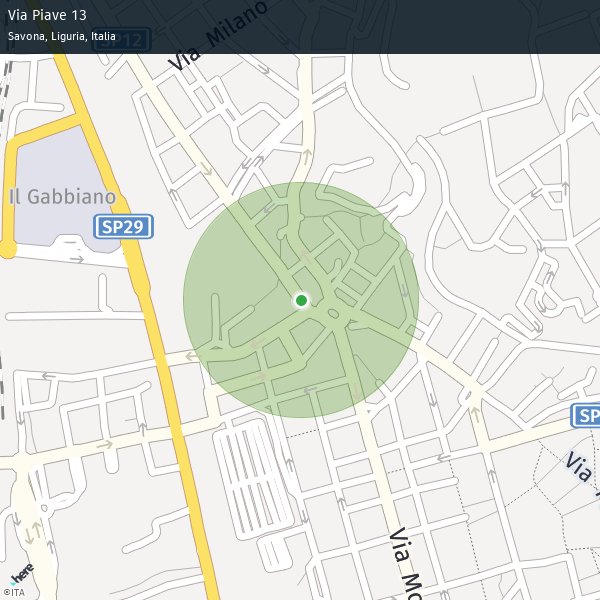 Via Piave 13
Savona, Liguria, Italia
SP12
Via Milano
Il Gabbiano
SP29
SP
Via
Via Mo
here
©ITA